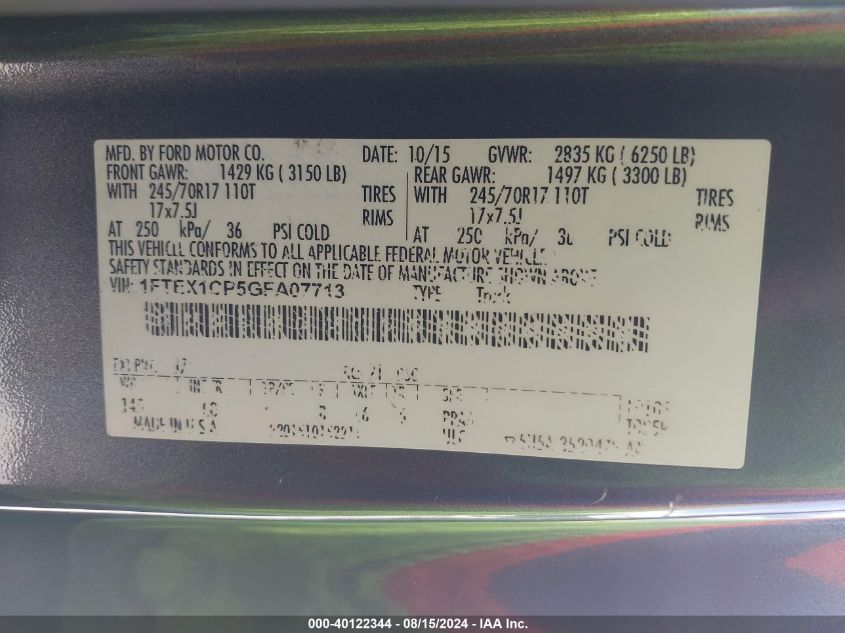 MFD. BY FORD MOTOR CO. DATE: 10/15 GVWR: 2835 KG ( 6250 LB)
FRONT GAWR: 1429 KG ( 3150 LB) REAR GAWR: 1497 KG ( 3300 LB)
WITH 245/70R17 110T TIRES WITH 245/70R17 110T TIRES
17x7.5J RIMS 17x7.5J RIMS
AT 250 kPa/ 36 PSI COLD AT 250 kPa/ 36 PSI COLD
THIS VEHICLE CONFORMS TO ALL APPLICABLE FEDERAL MOTOR VEHICLE
SAFETY STANDARDS IN EFFECT ON THE DATE OF MANUFACTURE SHOWN ABOVE
VIN: 1FTEX1CP5GFA07713 TYPE Truck
INT TR
145
MADE IN U.S.A
000-40122344 / 08/15/2024 - IAA Inc.